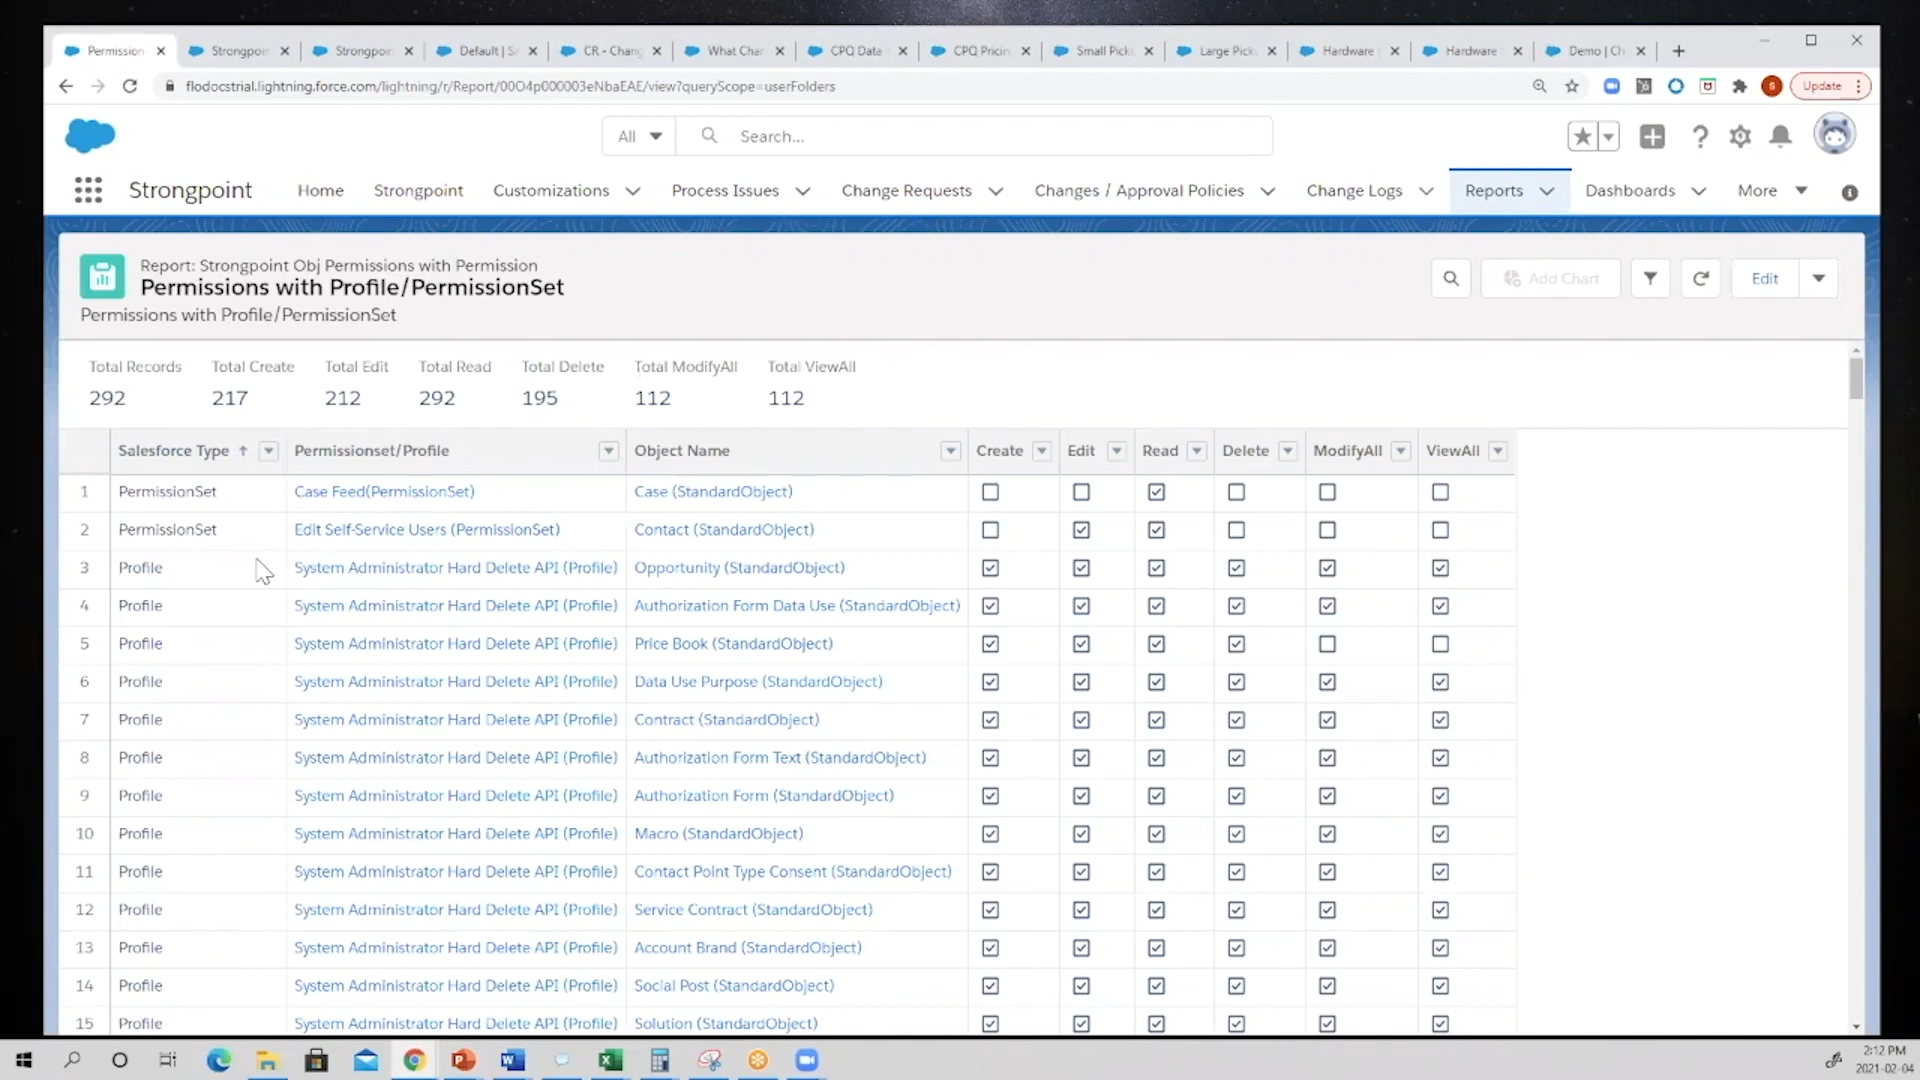 Permission
Strongpoin
Strongpoin
Default | S
CR - Chang
What Char
CPQ Data
CPQ Pricin
Small Pick
Large Pick
Hardware
Hardware
Demo | Ch
flodocstrial.lightning.force.com/lightning/r/Report/00O4p000003eNbaEAE/view?queryScope=userFolders
S
Update
All
Search...
Strongpoint
Home
Strongpoint
Customizations
Process Issues
Change Requests
Changes / Approval Policies
Change Logs
Reports
Dashboards
More
Report: Strongpoint Obj Permissions with Permission
Permissions with Profile/PermissionSet
Permissions with Profile/PermissionSet
Add Chart
Edit
Total Records Total Create Total Edit Total Read Total Delete Total ModifyAll Total ViewAll
292 217 212 292 195 112 112
Salesforce Type Permissionset/Profile Object Name Create Edit Read Delete ModifyAll ViewAll
1 PermissionSet Case Feed(PermissionSet) Case (StandardObject)
2 PermissionSet Edit Self-Service Users (PermissionSet) Contact (StandardObject)
3 Profile System Administrator Hard Delete API (Profile) Opportunity (StandardObject)
4 Profile System Administrator Hard Delete API (Profile) Authorization Form Data Use (StandardObject)
5 Profile System Administrator Hard Delete API (Profile) Price Book (StandardObject)
6 Profile System Administrator Hard Delete API (Profile) Data Use Purpose (StandardObject)
7 Profile System Administrator Hard Delete API (Profile) Contract (StandardObject)
8 Profile System Administrator Hard Delete API (Profile) Authorization Form Text (StandardObject)
9 Profile System Administrator Hard Delete API (Profile) Authorization Form (StandardObject)
10 Profile System Administrator Hard Delete API (Profile) Macro (StandardObject)
11 Profile System Administrator Hard Delete API (Profile) Contact Point Type Consent (StandardObject)
12 Profile System Administrator Hard Delete API (Profile) Service Contract (StandardObject)
13 Profile System Administrator Hard Delete API (Profile) Account Brand (StandardObject)
14 Profile System Administrator Hard Delete API (Profile) Social Post (StandardObject)
15 Profile System Administrator Hard Delete API (Profile) Solution (StandardObject)
2:12 PM
2021-02-04